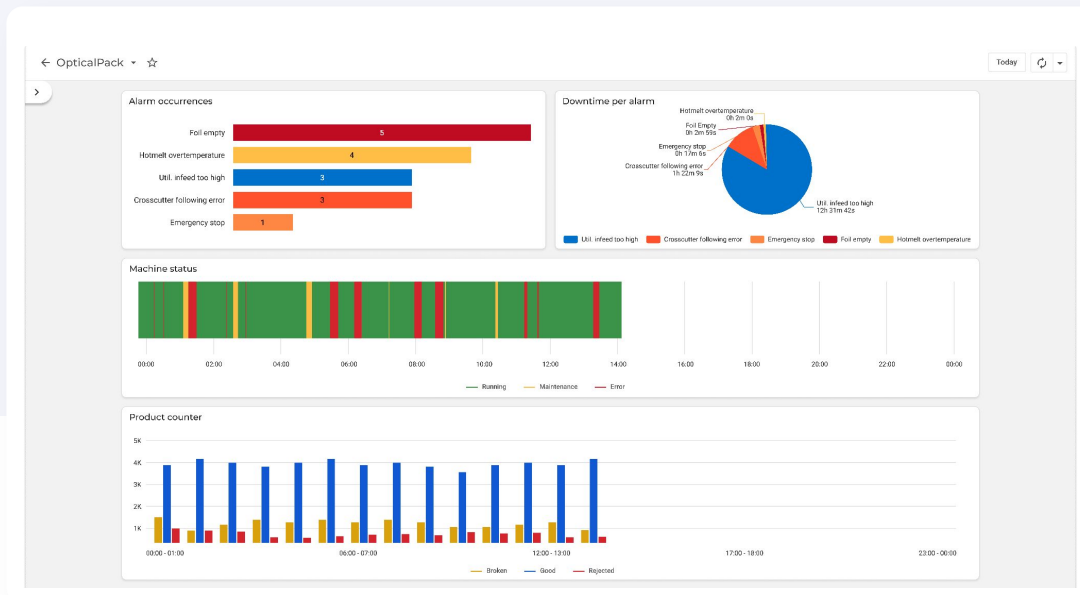 OpticalPack
Today
Alarm occurrences
Foil empty
5
Hotmelt overtemperature
4
Util. infeed too high
3
Crosscutter following error
3
Emergency stop
1
Downtime per alarm
Hotmelt overtemperature
0h 2m 0s
Foil Empty
0h 2m 59s
Emergency stop
0h 17m 6s
Crosscutter following error
1h 22m 9s
Util. infeed too high
12h 31m 42s
Util. infeed too high Crosscutter following error Emergency stop Foil empty Hotmelt overtemperature
Machine status
00:00 02:00 04:00 06:00 08:00 10:00 12:00 14:00 16:00 18:00 20:00 22:00 00:00
Running Maintenance Error
Product counter
5K
4K
3K
2K
1K
00:00 - 01:00 06:00 - 07:00 12:00 - 13:00 17:00 - 18:00 23:00 - 00:00
Broken Good Rejected